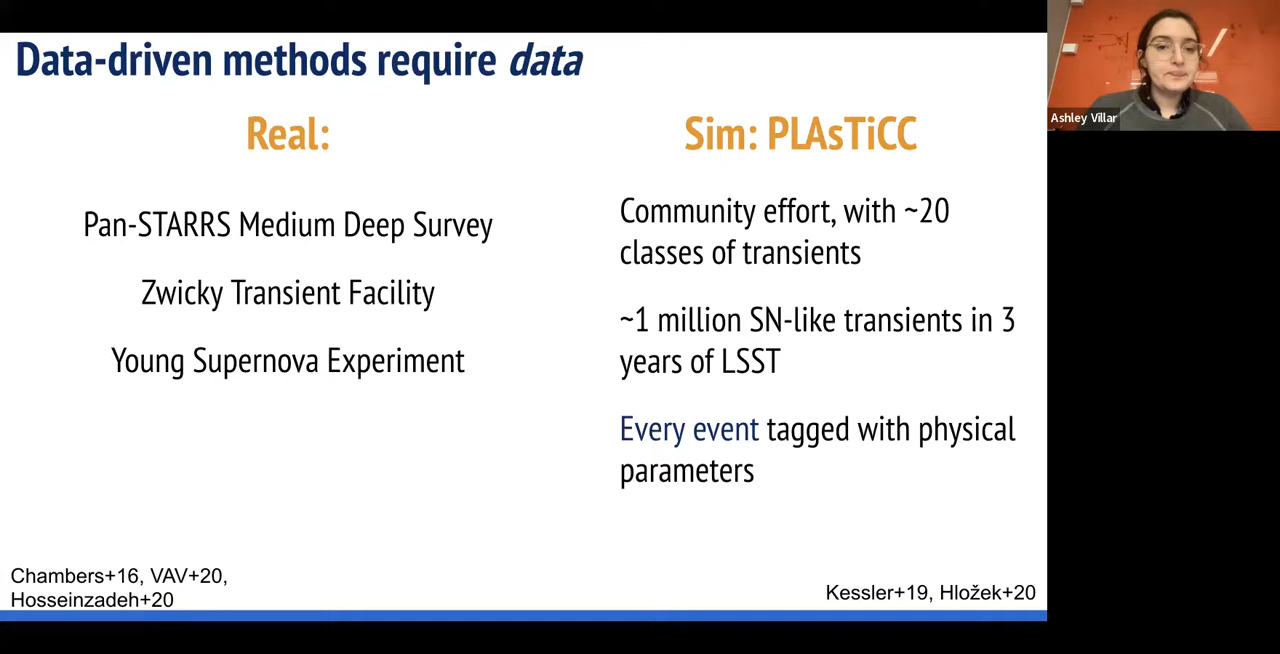 Data-driven methods require data
Real:
Pan-STARRS Medium Deep Survey
Zwicky Transient Facility
Young Supernova Experiment
Sim: PLAsTiCC
Community effort, with ~20
classes of transients
~1 million SN-like transients in 3
years of LSST
Every event tagged with physical
parameters
Chambers+16, VAV+20,
Hosseinzadeh+20
Kessler+19, Hložek+20
Ashley Villar